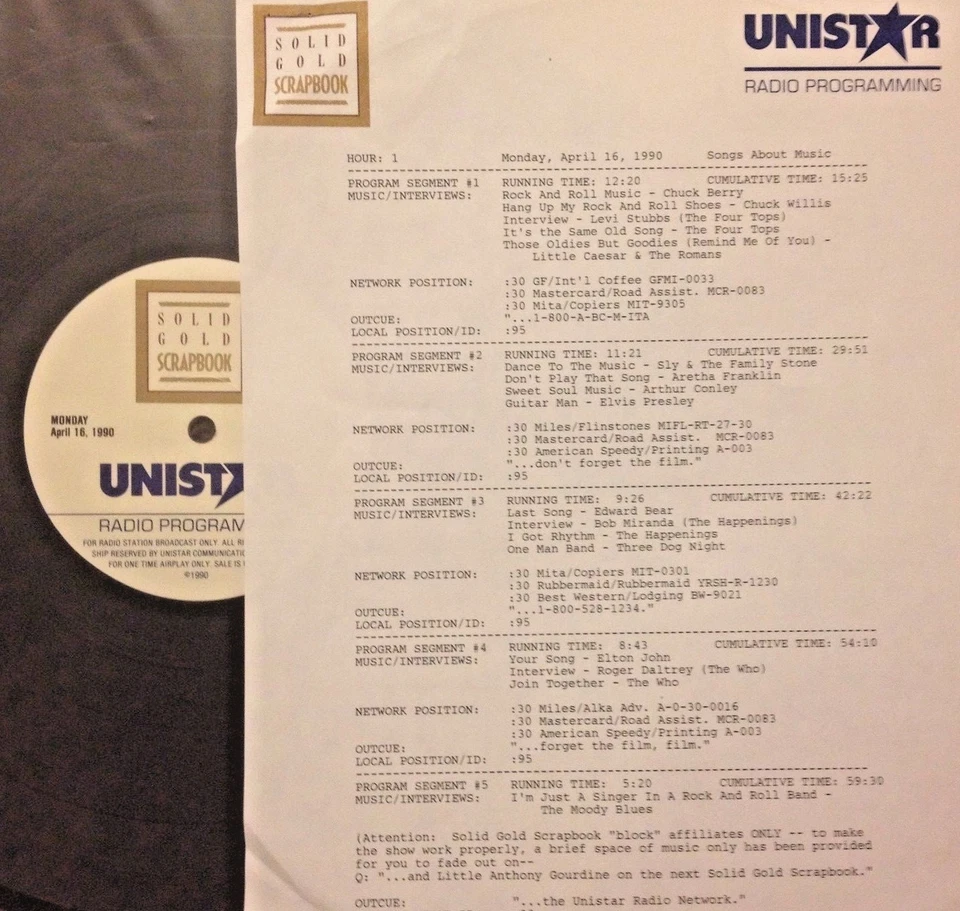 SOLID
GOLD
SCRAPBOOK
UNISTAR
RADIO PROGRAMMING
HOUR: 1 Monday, April 16, 1990 Songs About Music
PROGRAM SEGMENT #1 RUNNING TIME: 12:20 CUMULATIVE TIME: 15:25
MUSIC/INTERVIEWS: Rock And Roll Music - Chuck Berry
Hang Up My Rock And Roll Shoes - Chuck Willis
Interview - Levi Stubbs (The Four Tops)
It's the Same Old Song - The Four Tops
Those Oldies But Goodies (Remind Me Of You) -
Little Caesar & The Romans
NETWORK POSITION: :30 GF/Int'l Coffee GFMI-0033
:30 Mastercard/Road Assist. MCR-0083
:30 Mita/Copiers MIT-9305
OUTCUE: "...1-800-A-BC-M-ITA
LOCAL POSITION/ID: :95
PROGRAM SEGMENT #2 RUNNING TIME: 11:21 CUMULATIVE TIME: 29:51
MUSIC/INTERVIEWS: Dance To The Music - Sly & The Family Stone
Don't Play That Song - Aretha Franklin
Sweet Soul Music - Arthur Conley
Guitar Man - Elvis Presley
NETWORK POSITION: :30 Miles/Flinstones MIFL-RT-27-30
:30 Mastercard/Road Assist. MCR-0083
:30 American Speedy/Printing A-003
OUTCUE: "...don't forget the film."
LOCAL POSITION/ID: :95
PROGRAM SEGMENT #3 RUNNING TIME: 9:26 CUMULATIVE TIME: 42:22
MUSIC/INTERVIEWS: Last Song - Edward Bear
Interview - Bob Miranda (The Happenings)
I Got Rhythm - The Happenings
One Man Band - Three Dog Night
NETWORK POSITION: :30 Mita/Copiers MIT-0301
:30 Rubbermaid/Rubbermaid YRSH-R-1230
:30 Best Western/Lodging BW-9021
OUTCUE: "...1-800-528-1234."
LOCAL POSITION/ID: :95
PROGRAM SEGMENT #4 RUNNING TIME: 8:43 CUMULATIVE TIME: 54:10
MUSIC/INTERVIEWS: Your Song - Elton John
Interview - Roger Daltrey (The Who)
Join Together - The Who
NETWORK POSITION: :30 Miles/Alka Adv. A-0-30-0016
:30 Mastercard/Road Assist. MCR-0083
:30 American Speedy/Printing A-003
OUTCUE: "...forget the film, film."
LOCAL POSITION/ID: :95
PROGRAM SEGMENT #5 RUNNING TIME: 5:20 CUMULATIVE TIME: 59:30
MUSIC/INTERVIEWS: I'm Just A Singer In A Rock And Roll Band -
The Moody Blues
(Attention: Solid Gold Scrapbook "block" affiliates ONLY -- to make
the show work properly, a brief space of music only has been provided
for you to fade out on--
Q: "...and Little Anthony Gourdine on the next Solid Gold Scrapbook."
OUTCUE: "...the Unistar Radio Network."
SOLID
GOLD
SCRAPBOOK
MONDAY
April 16, 1990
UNIST
RADIO PROGRAM
FOR RADIO STATION BROADCAST ONLY. ALL RI
SHIP RESERVED BY UNISTAR COMMUNICATIO
FOR ONE TIME AIRPLAY ONLY. SALE IS
©1990